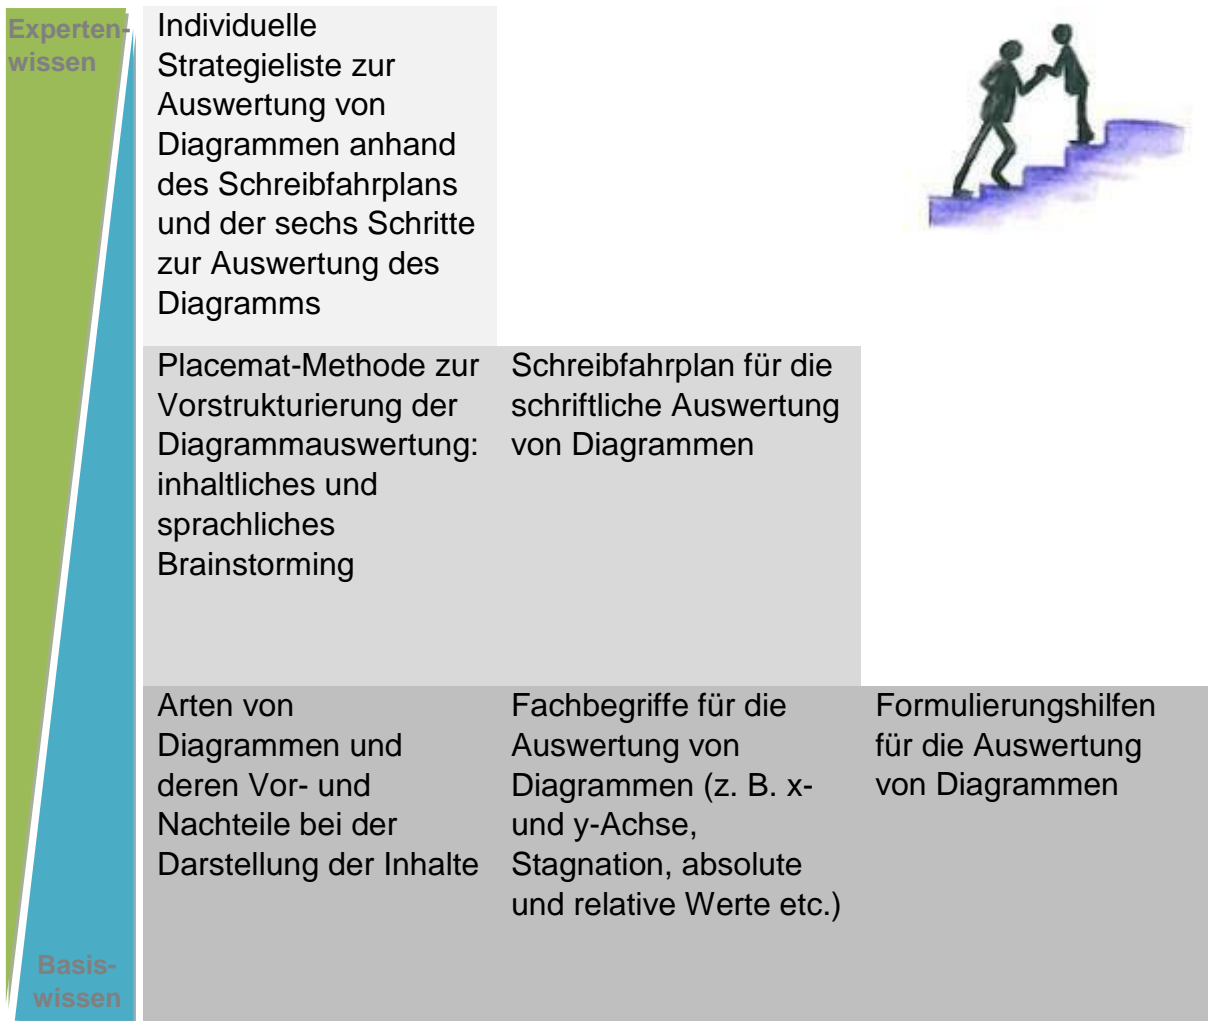 Experten-
wissen
Individuelle
Strategieliste zur
Auswertung von
Diagrammen anhand
des Schreibfahrplans
und der sechs Schritte
zur Auswertung des
Diagramms
Placemat-Methode zur
Vorstrukturierung der
Diagrammauswertung:
inhaltliches und
sprachliches
Brainstorming
Schreibfahrplan für die
schriftliche Auswertung
von Diagrammen
Arten von
Diagrammen und
deren Vor- und
Nachteile bei der
Darstellung der Inhalte
Fachbegriffe für die
Auswertung von
Diagrammen (z. B. x-
und y-Achse,
Stagnation, absolute
und relative Werte etc.)
Formulierungshilfen
für die Auswertung
von Diagrammen
Basis-
wissen